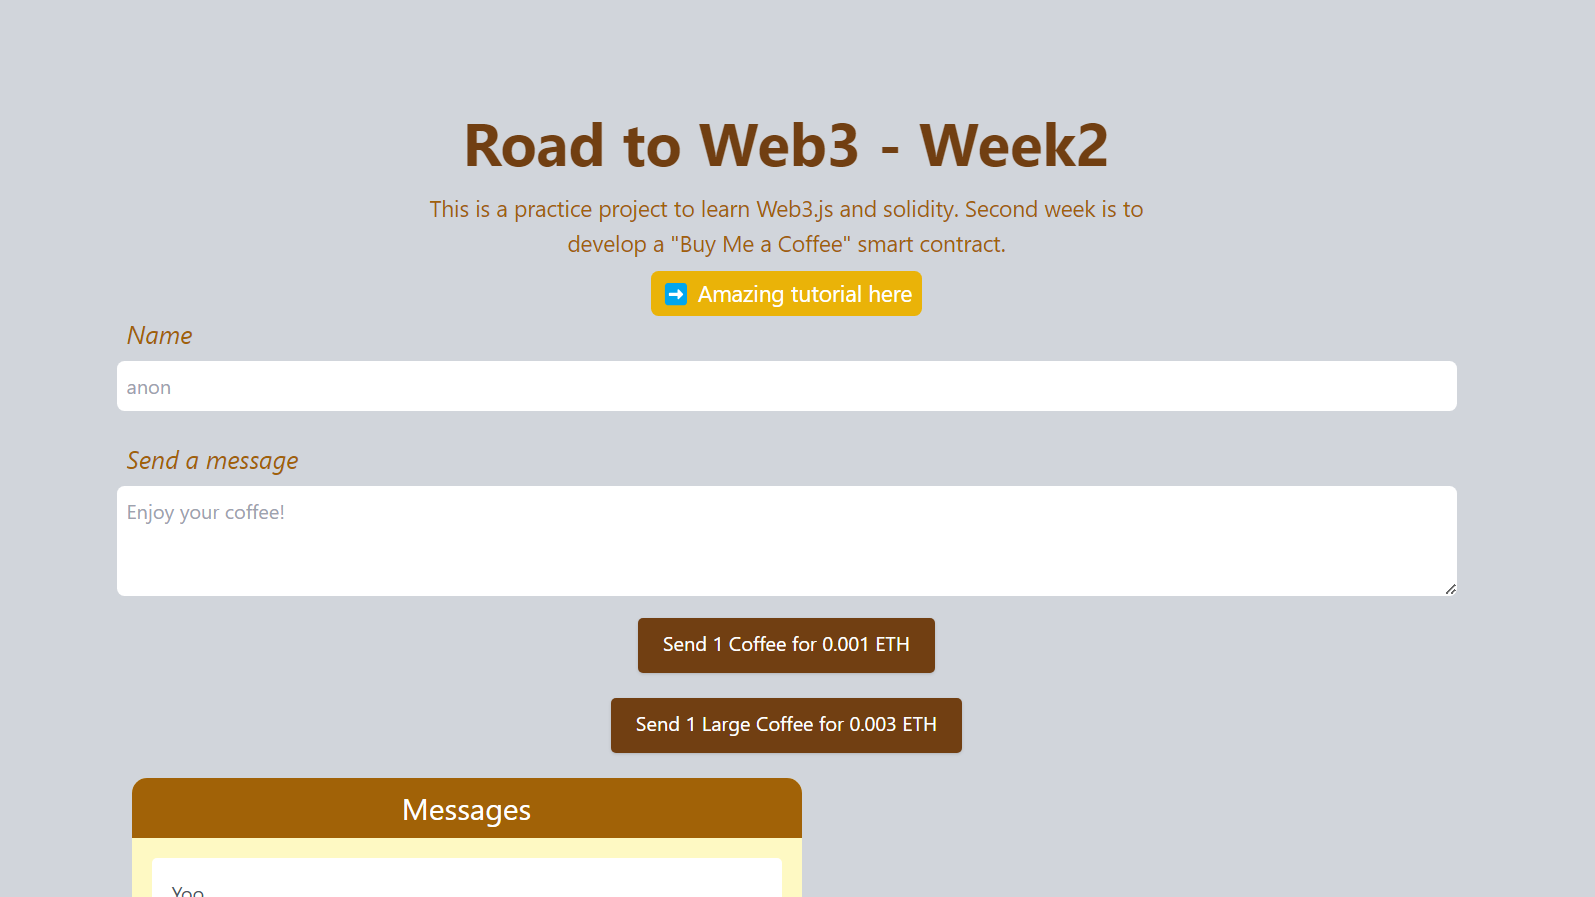 Road to Web3 - Week2
This is a practice project to learn Web3.js and solidity. Second week is to
develop a "Buy Me a Coffee" smart contract.
➡️ Amazing tutorial here
Name
anon
Send a message
Enjoy your coffee!
Send 1 Coffee for 0.001 ETH
Send 1 Large Coffee for 0.003 ETH
Messages
Yoo